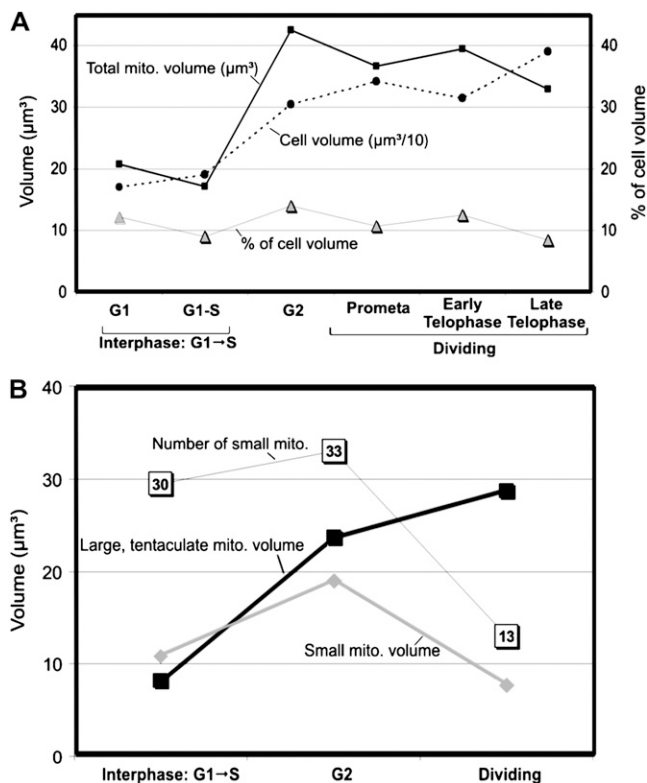 A
40
40
Total mito. volume (µm³)
30
30
Cell volume (µm³/10)
Volume (µm³)
% of cell volume
20
20
10
10
% of cell volume
0
0
G1
G1-S
G2
Prometa
Early
Telophase
Late
Telophase
Interphase: G1→S
Dividing
B
40
Number of small mito.
33
30
30
Large, tentaculate mito. volume
Volume (µm³)
20
13
Small mito. volume
10
0
Interphase: G1→S
G2
Dividing